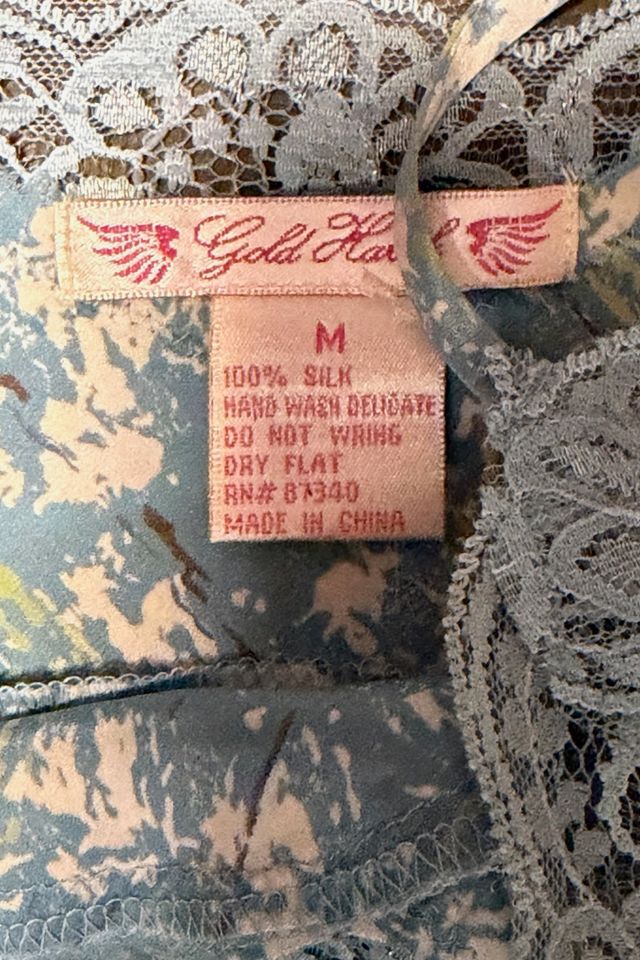 Gold
M
100% SILK
HAND WASH DELICATE
DO NOT WRING
DRY FLAT
RN# 87340
MADE IN CHINA